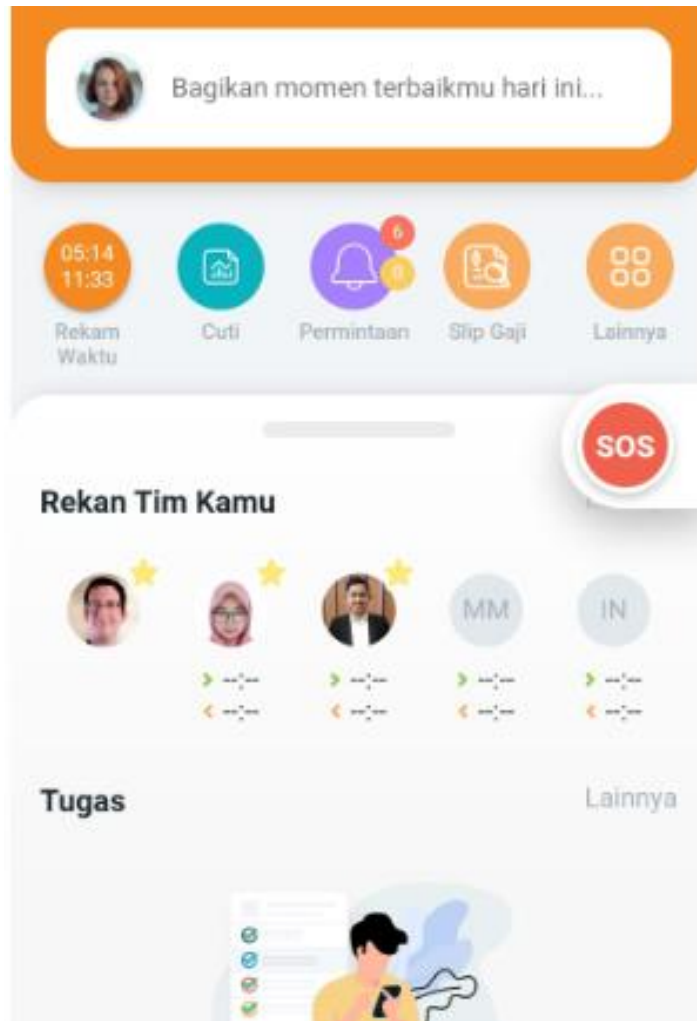 Bagikan momen terbaikmu hari ini...
05:14
11:33
6
0
Rekam
Waktu
Cuti
Permintaan
Slip Gaji
Lainnya
SOS
Rekan Tim Kamu
MM
IN
> --:--
> --:--
> --:--
> --:--
< --:--
< --:--
< --:--
< --:--
Tugas
Lainnya